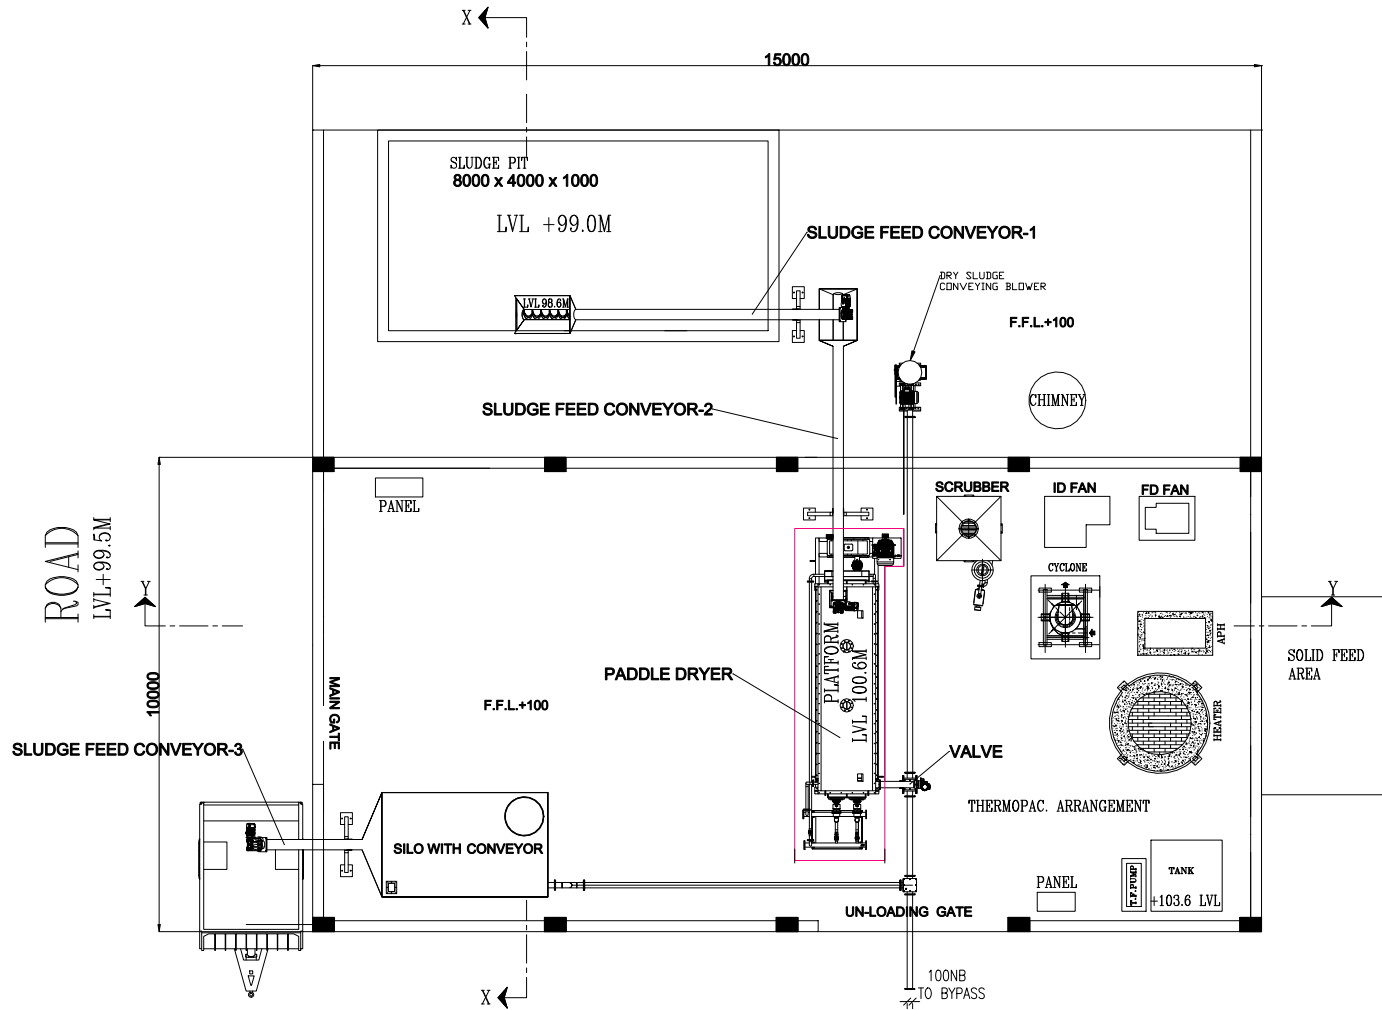 X
15000
SLUDGE PIT
8000 x 4000 x 1000
LVL +99.0M
SLUDGE FEED CONVEYOR-1
DRY SLUDGE
CONVEYING BLOWER
LVL 98.6M
F.F.L.+100
CHIMNEY
SLUDGE FEED CONVEYOR-2
PANEL
SCRUBBER
ID FAN
FD FAN
ROAD
LVL+99.5M
CYCLONE
Y
Y
APH
SOLID FEED
AREA
PLATFORM
LVL 100.6M
PADDLE DRYER
10000
MAIN GATE
F.F.L.+100
HEATER
SLUDGE FEED CONVEYOR-3
VALVE
THERMOPAC. ARRANGEMENT
SILO WITH CONVEYOR
PANEL
T.F.PUMP
TANK
+103.6 LVL
UN-LOADING GATE
X
100NB
TO BYPASS